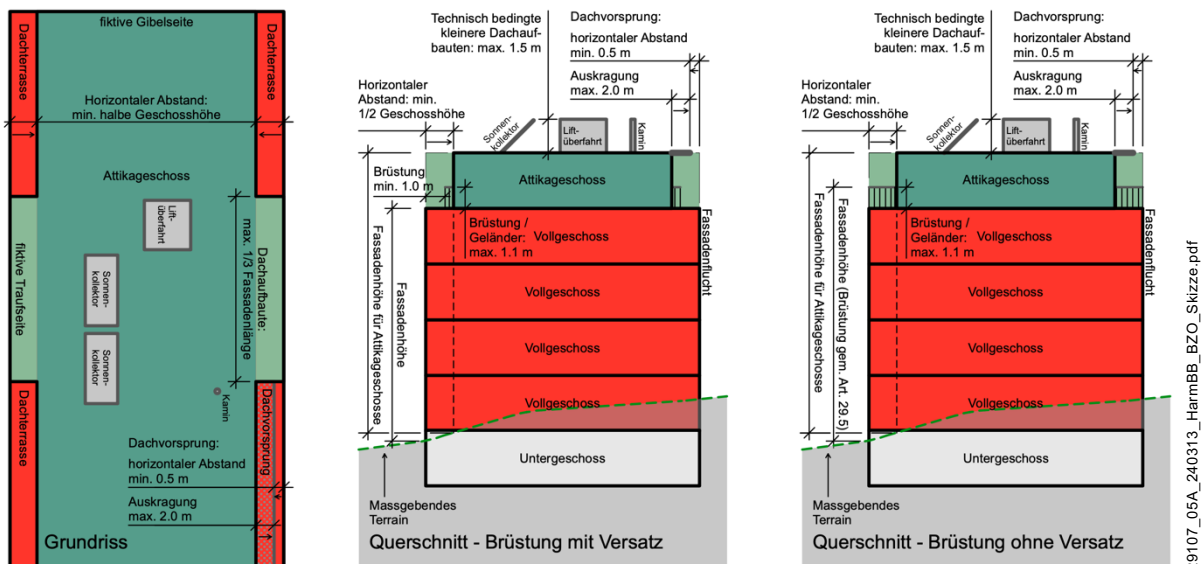 fiktive Gibelseite
Dachterrasse
Dachterrasse
Horizontaler Abstand:
min. halbe Geschosshöhe
Attikageschoss
Lift-
überfahrt
max. 1/3 Fassadenlänge
Dachaufbaute:
fiktive Traufseite
Sonnen-
kollektor
Sonnen-
kollektor
Kamin
Dachterrasse
Dachvorsprung
Dachvorsprung:
horizontaler Abstand
min. 0.5 m
Auskragung
max. 2.0 m
Grundriss
Technisch bedingte
kleinere Dachauf-
bauten: max. 1.5 m
Dachvorsprung:
horizontaler Abstand
min. 0.5 m
Auskragung
max. 2.0 m
Horizontaler
Abstand: min.
1/2 Geschosshöhe
Sonnen-
kollektor
Lift-
überfahrt
Kamin
Brüstung
min. 1.0 m
Attikageschoss
Brüstung /
Geländer:
max. 1.1 m
Vollgeschoss
Vollgeschoss
Vollgeschoss
Vollgeschoss
Untergeschoss
Fassadenhöhe für Attikageschosse
Fassadenhöhe
Fassadenflucht
Massgebendes
Terrain
Querschnitt - Brüstung mit Versatz
Technisch bedingte
kleinere Dachauf-
bauten: max. 1.5 m
Dachvorsprung:
horizontaler Abstand
min. 0.5 m
Auskragung
max. 2.0 m
Horizontaler
Abstand: min.
1/2 Geschosshöhe
Sonnen-
kollektor
Lift-
überfahrt
Kamin
Attikageschoss
Brüstung /
Geländer:
max. 1.1 m
Vollgeschoss
Vollgeschoss
Vollgeschoss
Vollgeschoss
Untergeschoss
Fassadenhöhe für Attikageschosse
Fassadenhöhe (Brüstung gem. Art. 29.5)
Fassadenflucht
Massgebendes
Terrain
Querschnitt - Brüstung ohne Versatz
9107_05A_240313_HarmBB_BZO_Skizze.pdf